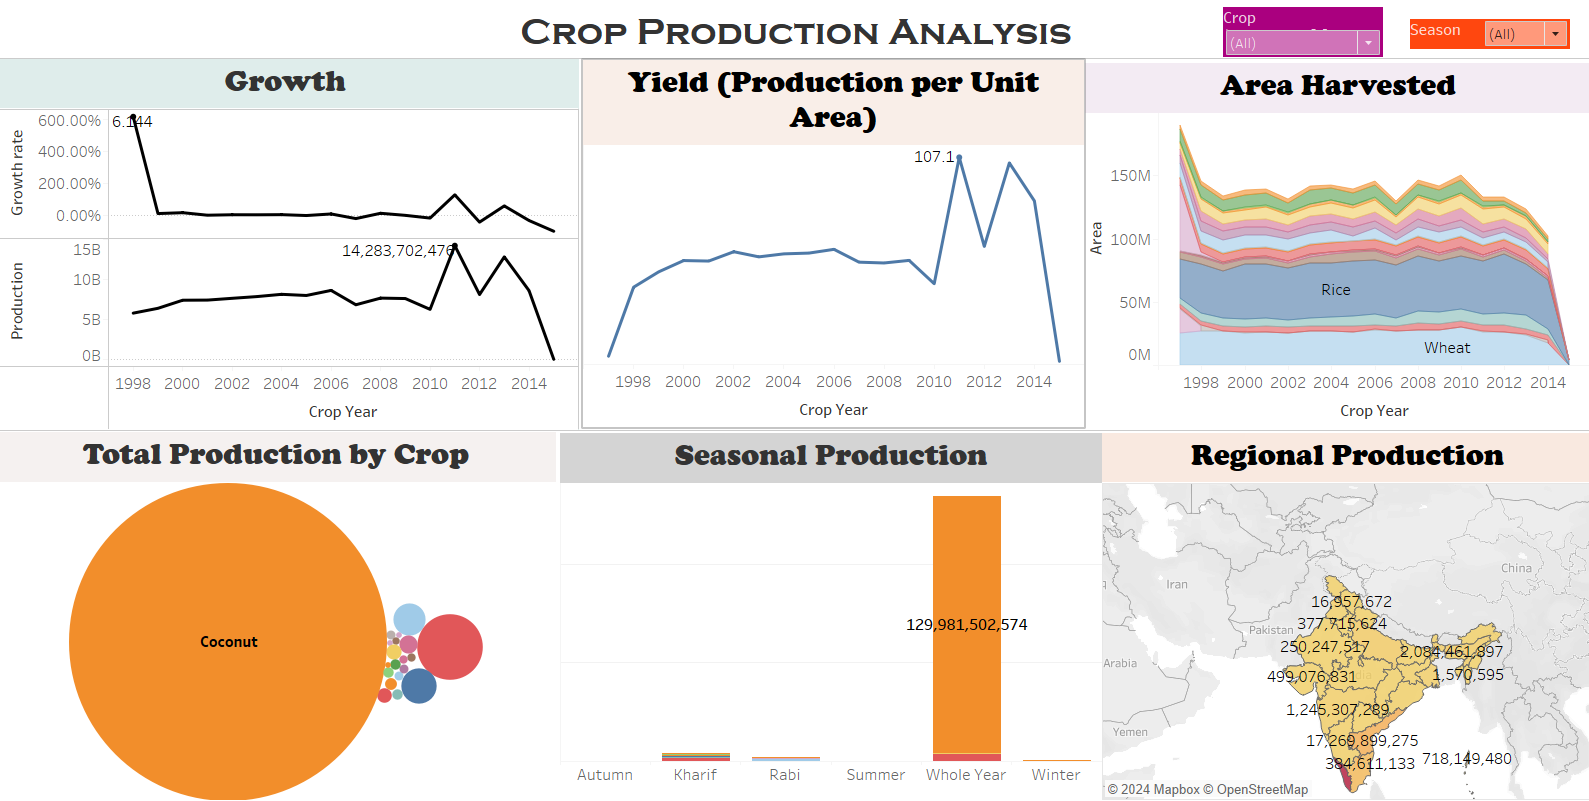 Crop Production Analysis
Crop
(All)
Season
(All)
Growth
Growth rate
600.00%
400.00%
200.00%
0.00%
6.144
Production
15B
10B
5B
0B
14,283,702,476
1998 2000 2002 2004 2006 2008 2010 2012 2014
Crop Year
Yield (Production per Unit
Area)
107.1
1998 2000 2002 2004 2006 2008 2010 2012 2014
Crop Year
Area Harvested
Area
150M
100M
50M
0M
Rice
Wheat
1998 2000 2002 2004 2006 2008 2010 2012 2014
Crop Year
Total Production by Crop
Coconut
Seasonal Production
129,981,502,574
Autumn Kharif Rabi Summer Whole Year Winter
Regional Production
Iran
China
Pakistan
Arabia
Yemen
16,957,672
377,715,624
250,247,517
2,084,461,897
499,076,831
1,570,595
1,245,307,289
17,269,899,275
384,611,133
718,149,480
© 2024 Mapbox © OpenStreetMap